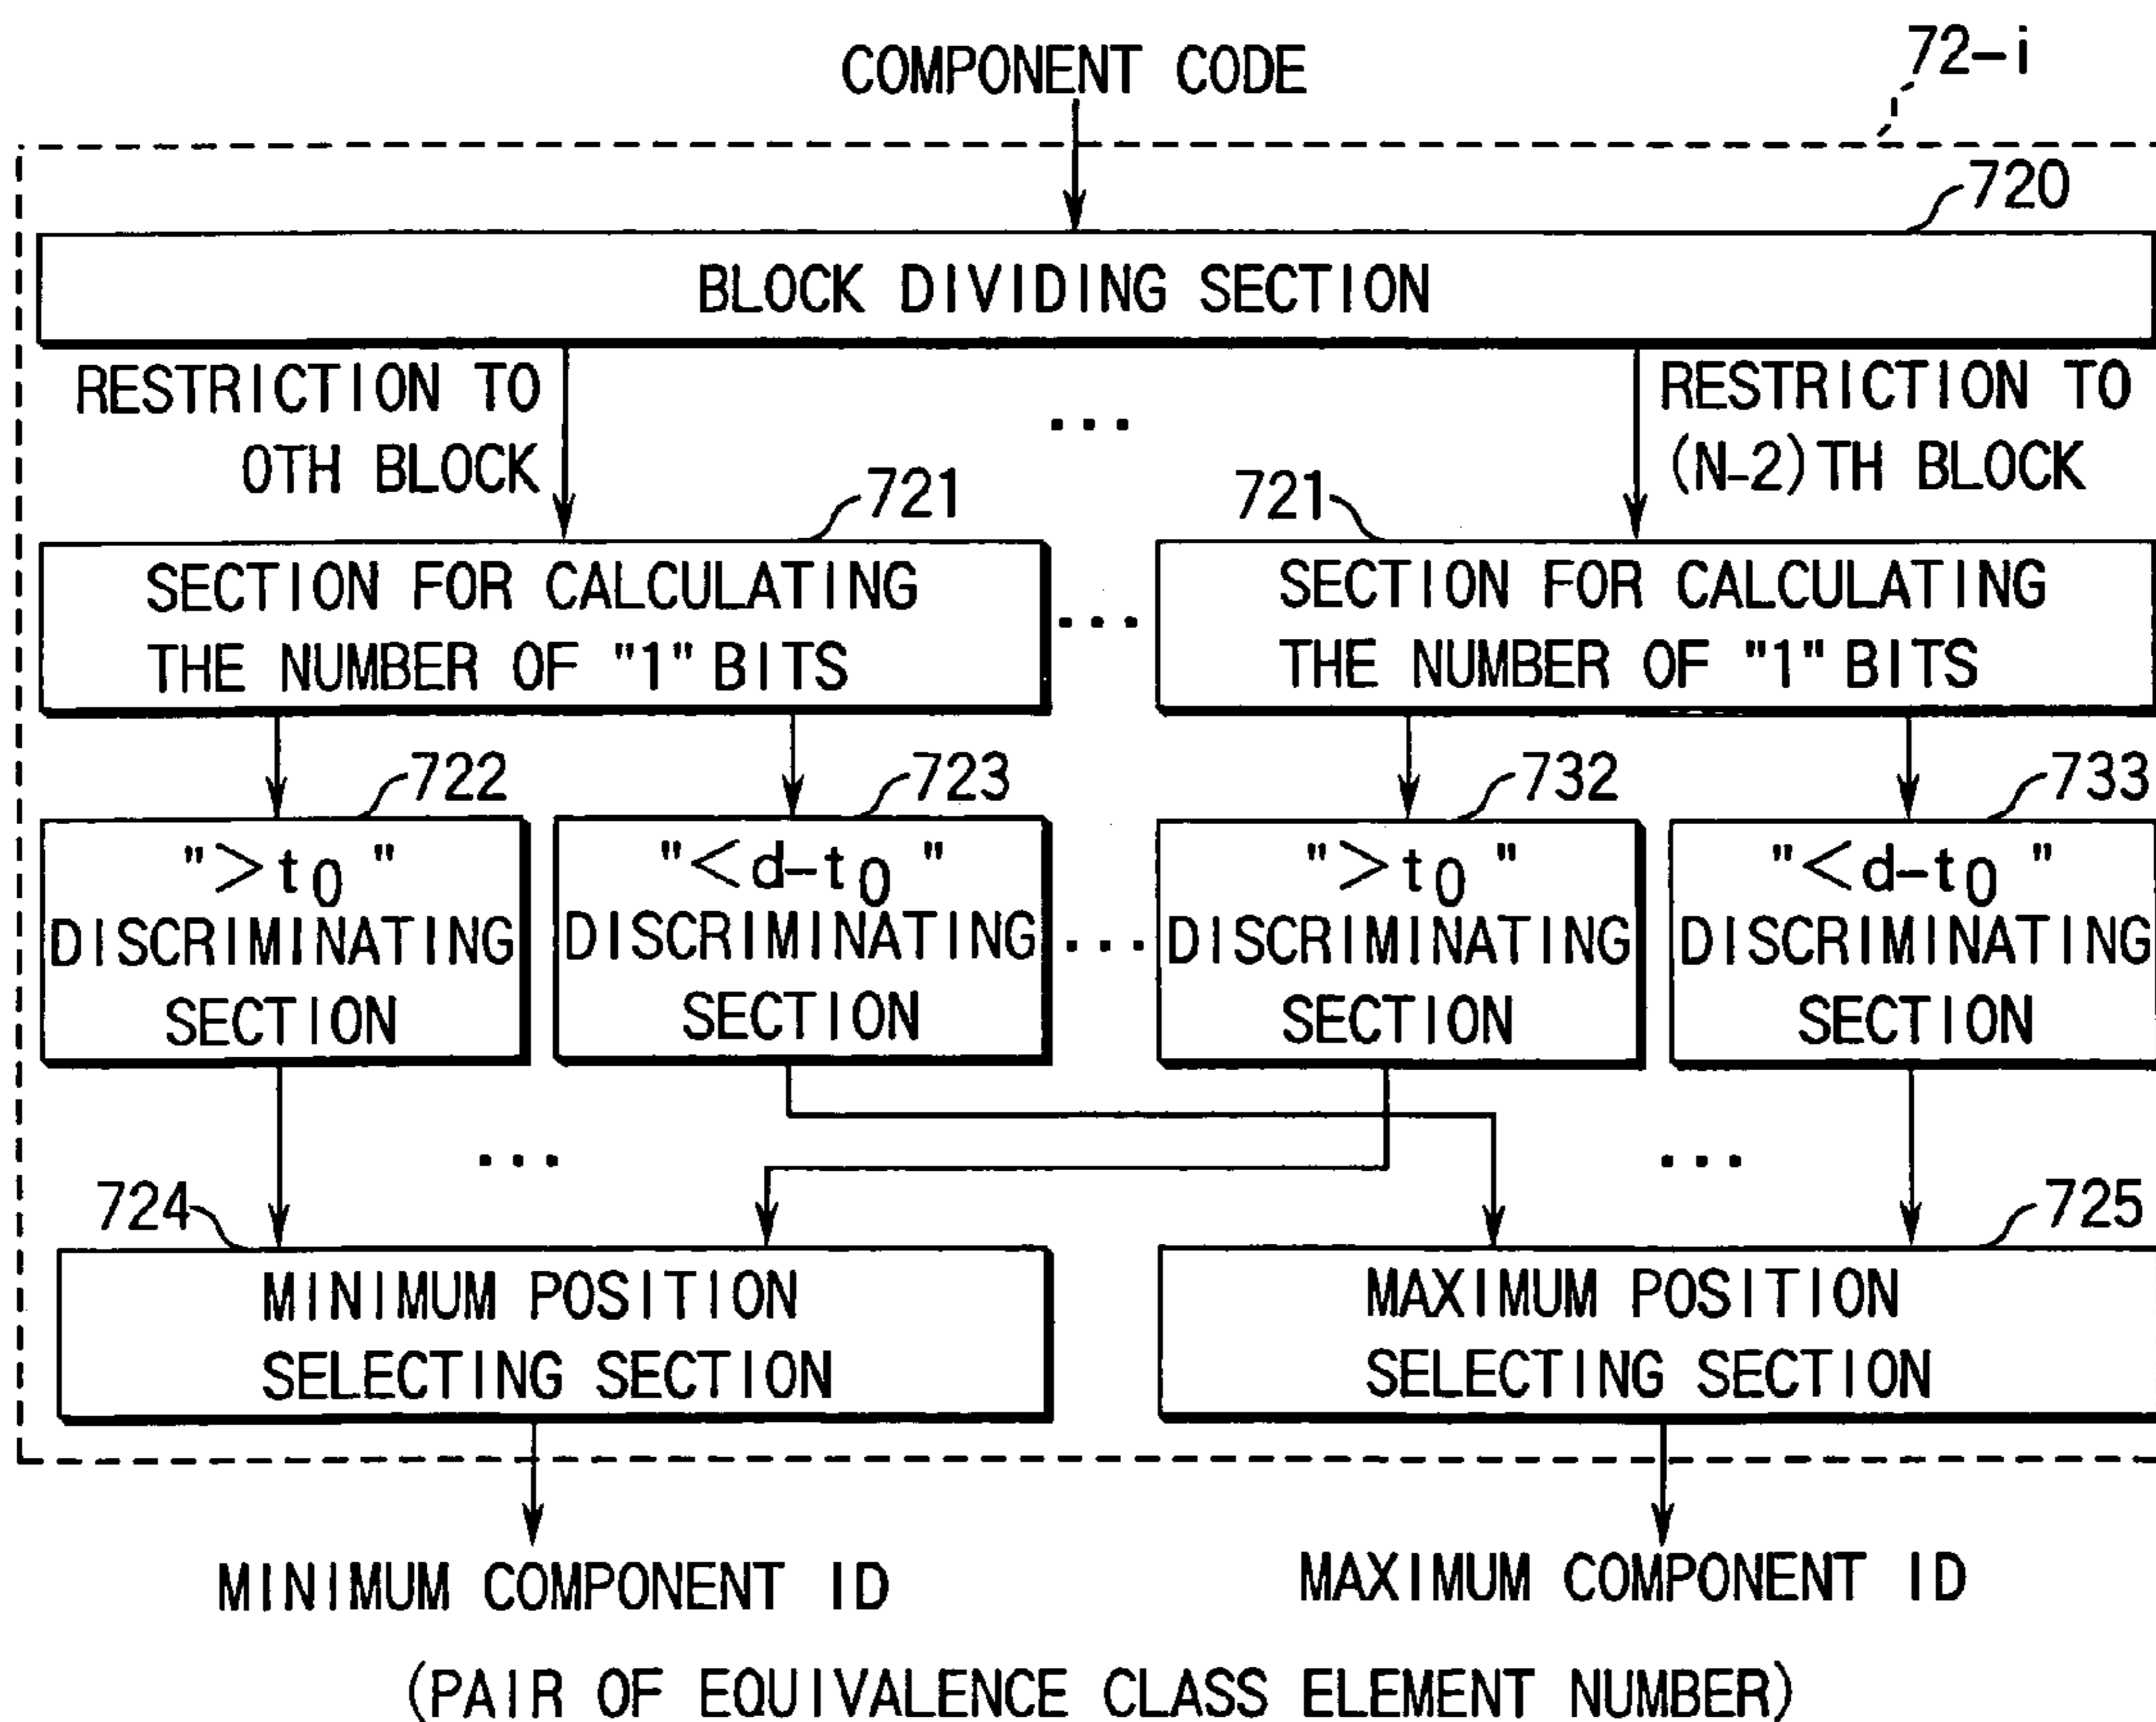 COMPONENT CODE
72-i
720
BLOCK DIVIDING SECTION
RESTRICTION TO
0TH BLOCK
...
RESTRICTION TO
(N-2)TH BLOCK
721
721
SECTION FOR CALCULATING
THE NUMBER OF "1" BITS
...
SECTION FOR CALCULATING
THE NUMBER OF "1" BITS
722
723
732
733
">t0"
DISCRIMINATING
SECTION
"<d-t0"
DISCRIMINATING
SECTION
...
">t0"
DISCRIMINATING
SECTION
"<d-t0"
DISCRIMINATING
SECTION
...
...
724
725
MINIMUM POSITION
SELECTING SECTION
MAXIMUM POSITION
SELECTING SECTION
MINIMUM COMPONENT ID
MAXIMUM COMPONENT ID
(PAIR OF EQUIVALENCE CLASS ELEMENT NUMBER)